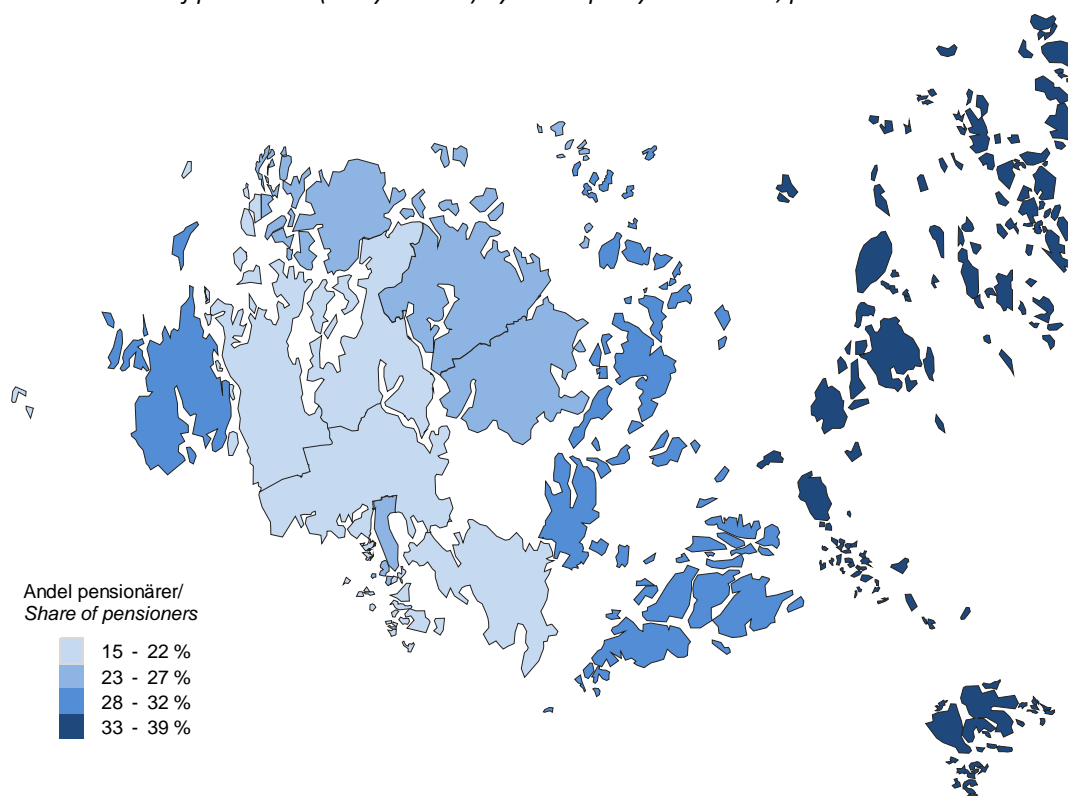 Andel pensionärer/
Share of pensioners
15 - 22 %
23 - 27 %
28 - 32 %
33 - 39 %